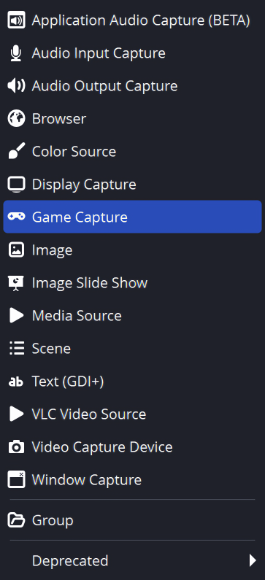 Application Audio Capture (BETA)
Audio Input Capture
Audio Output Capture
Browser
Color Source
Display Capture
Game Capture
Image
Image Slide Show
Media Source
Scene
ab Text (GDI+)
VLC Video Source
Video Capture Device
Window Capture
Group
Deprecated